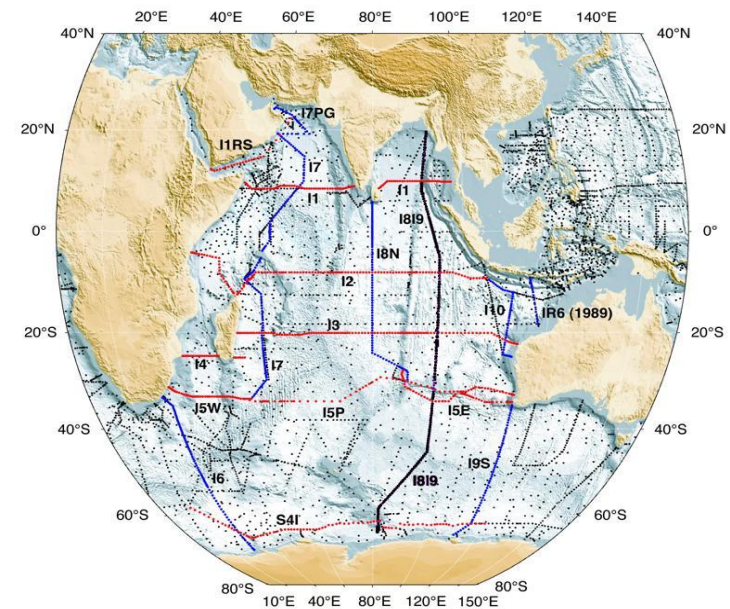 20°E 40°E 60°E 80°E 100°E 120°E 140°E
40°N 40°N
I7PG
20°N 20°N
I1RS
I7
I1 I1
I8I9
0° 0°
I8N
I2
I10 IR6 (1989)
I3
20°S 20°S
I4 I7
I5W I5P I5E
40°S 40°S
I9S
I6 I8I9
60°S 60°S
S4I
80°S 80°S
10°E 40°E 80°E 120°E 150°E